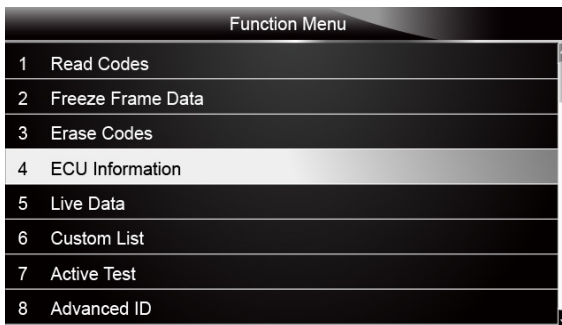 Function Menu
1 Read Codes
2 Freeze Frame Data
3 Erase Codes
4 ECU Information
5 Live Data
6 Custom List
7 Active Test
8 Advanced ID